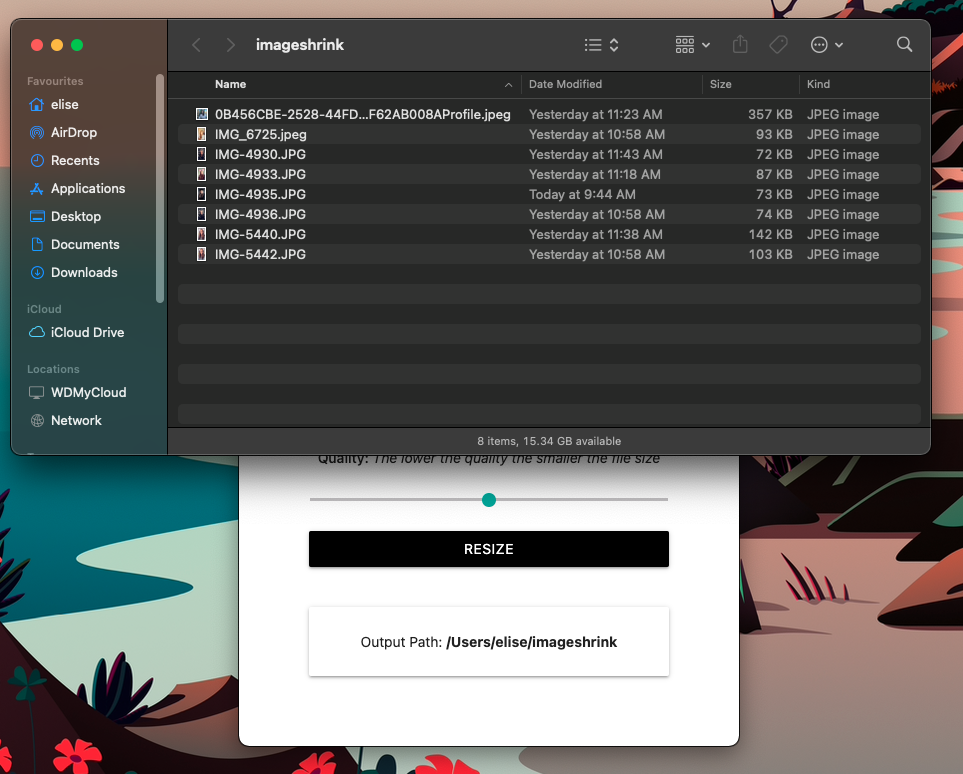 imageshrink
Favourites
elise
AirDrop
Recents
Applications
Desktop
Documents
Downloads
iCloud
iCloud Drive
Locations
WDMyCloud
Network
Name Date Modified Size Kind
0B456CBE-2528-44FD...F62AB008AProfile.jpeg Yesterday at 11:23 AM 357 KB JPEG image
IMG_6725.jpeg Yesterday at 10:58 AM 93 KB JPEG image
IMG-4930.JPG Yesterday at 11:43 AM 72 KB JPEG image
IMG-4933.JPG Yesterday at 11:18 AM 87 KB JPEG image
IMG-4935.JPG Today at 9:44 AM 73 KB JPEG image
IMG-4936.JPG Yesterday at 10:58 AM 74 KB JPEG image
IMG-5440.JPG Yesterday at 11:38 AM 142 KB JPEG image
IMG-5442.JPG Yesterday at 10:58 AM 103 KB JPEG image
8 items, 15.34 GB available
Quality: The lower the quality the smaller the file size
RESIZE
Output Path: /Users/elise/imageshrink